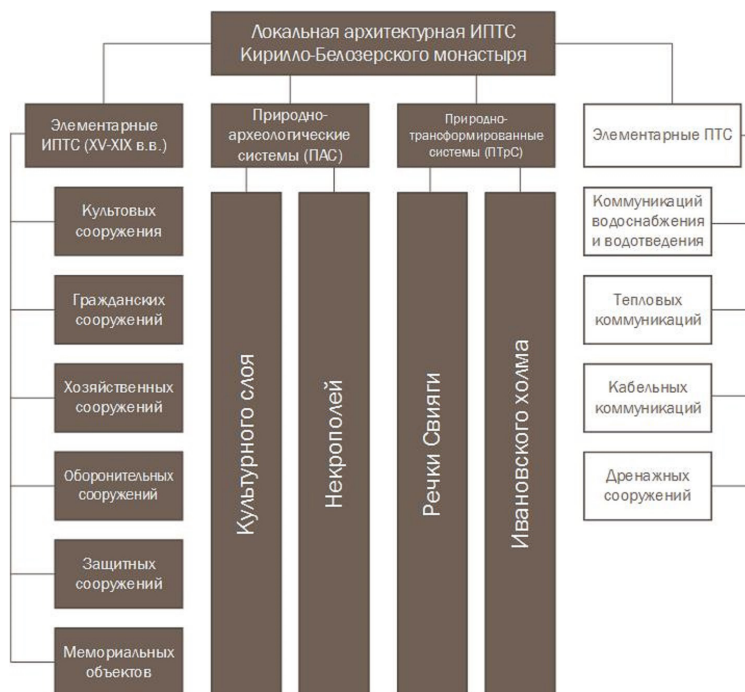 Локальная архитектурная ИПТС
Кирилло-Белозерского монастыря
Элементарные
ИПТС (XV-XIX в.в.)
Культовых
сооружения
Гражданских
сооружений
Хозяйственных
сооружений
Оборонительных
сооружений
Защитных
сооружений
Мемориальных
объектов
Природно-
археологические
системы (ПАС)
Культурного слоя
Некрополей
Природно-
трансформированные
системы (ПТрС)
Речки Свияги
Ивановского холма
Элементарные ПТС
Коммуникаций
водоснабжения
и водотведения
Тепловых
коммуникаций
Кабельных
коммуникаций
Дренажных
сооружений